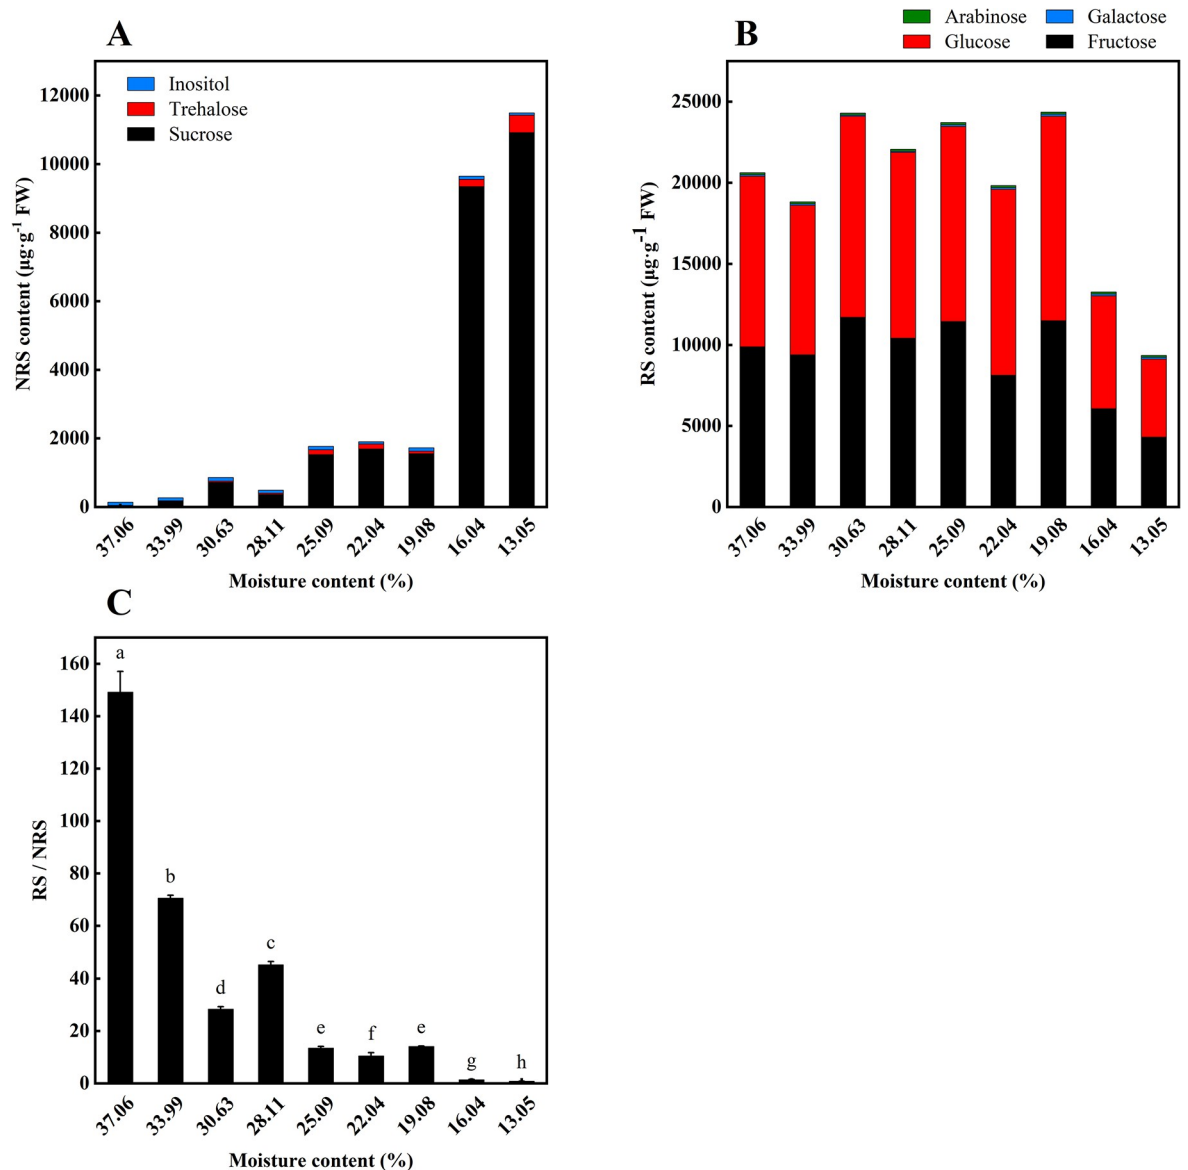 A
Inositol
Trehalose
Sucrose
12000
10000
8000
6000
4000
2000
0
NRS content (μg·g-1 FW)
37.06 33.99 30.63 28.11 25.09 22.04 19.08 16.04 13.05
Moisture content (%)
B
Arabinose Galactose
Glucose Fructose
25000
20000
15000
10000
5000
0
RS content (μg·g-1 FW)
37.06 33.99 30.63 28.11 25.09 22.04 19.08 16.04 13.05
Moisture content (%)
C
160
140
120
100
80
60
40
20
0
RS / NRS
a b d c e f e g h
37.06 33.99 30.63 28.11 25.09 22.04 19.08 16.04 13.05
Moisture content (%)